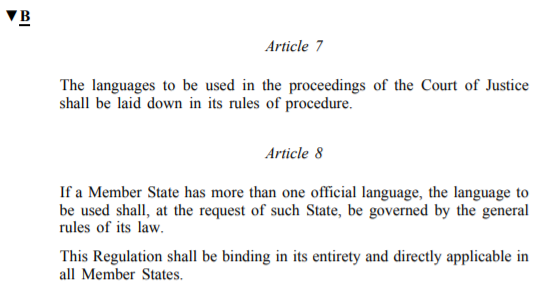 ▼B
Article 7
The languages to be used in the proceedings of the Court of Justice
shall be laid down in its rules of procedure.
Article 8
If a Member State has more than one official language, the language to
be used shall, at the request of such State, be governed by the general
rules of its law.
This Regulation shall be binding in its entirety and directly applicable in
all Member States.